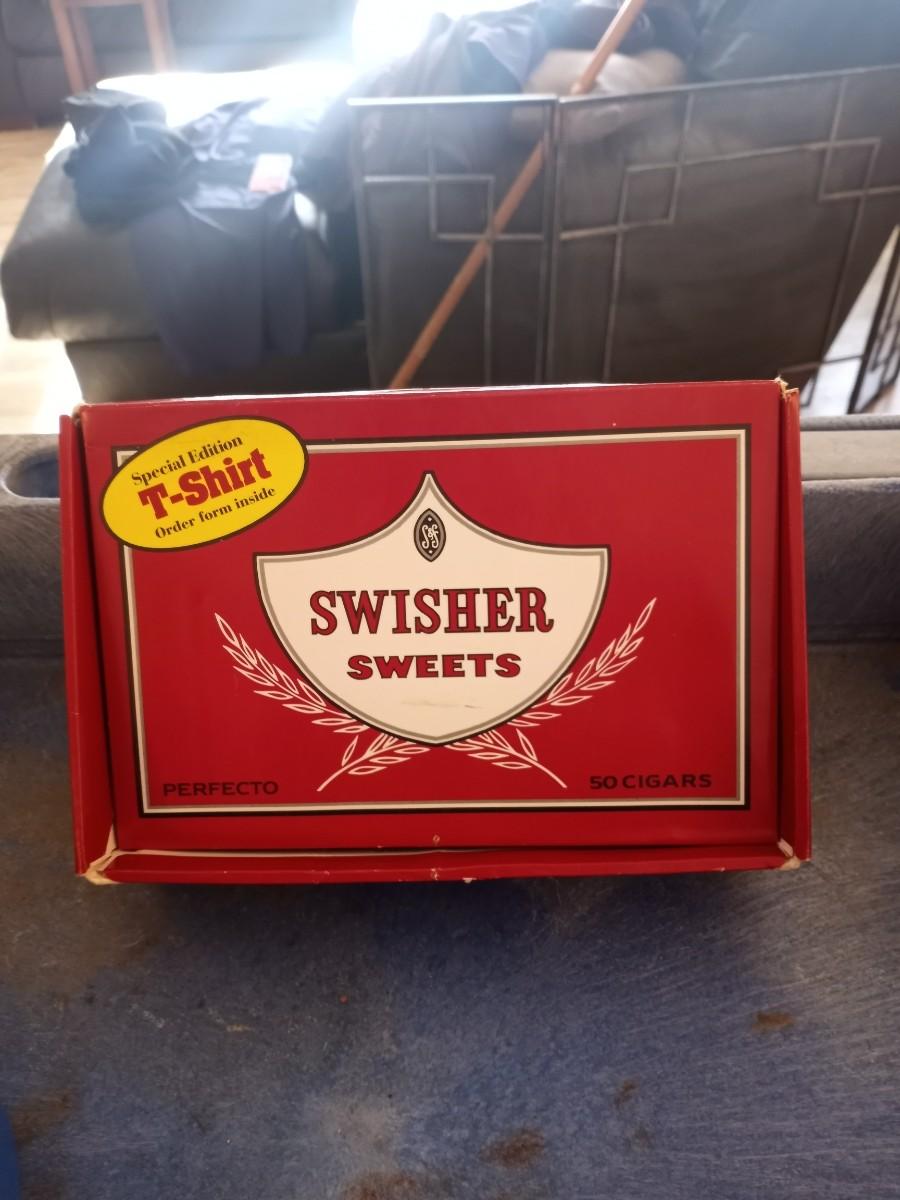 Special Edition
T-Shirt
Order form inside
S&S
SWISHER
SWEETS
PERFECTO
50 CIGARS